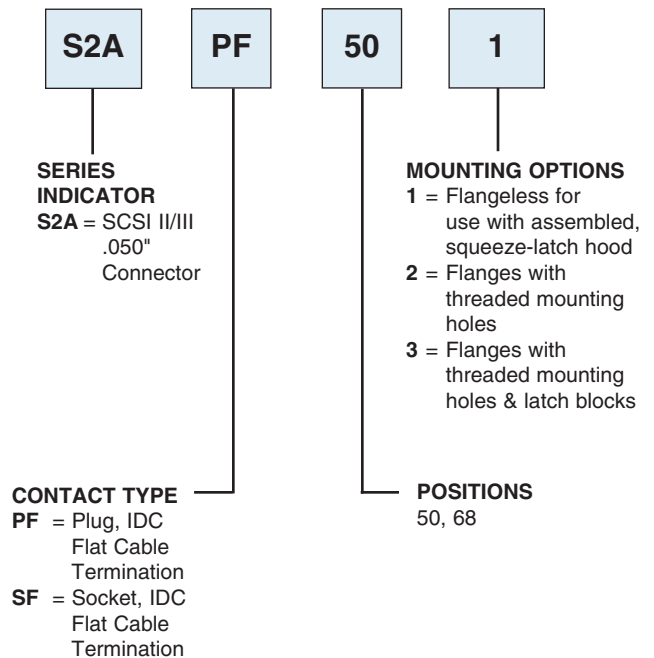 S2A PF 50 1
SERIES
INDICATOR
S2A = SCSI II/III
.050"
Connector
MOUNTING OPTIONS
1 = Flangeless for
use with assembled,
squeeze-latch hood
2 = Flanges with
threaded mounting
holes
3 = Flanges with
threaded mounting
holes & latch blocks
CONTACT TYPE
PF = Plug, IDC
Flat Cable
Termination
SF = Socket, IDC
Flat Cable
Termination
POSITIONS
50, 68